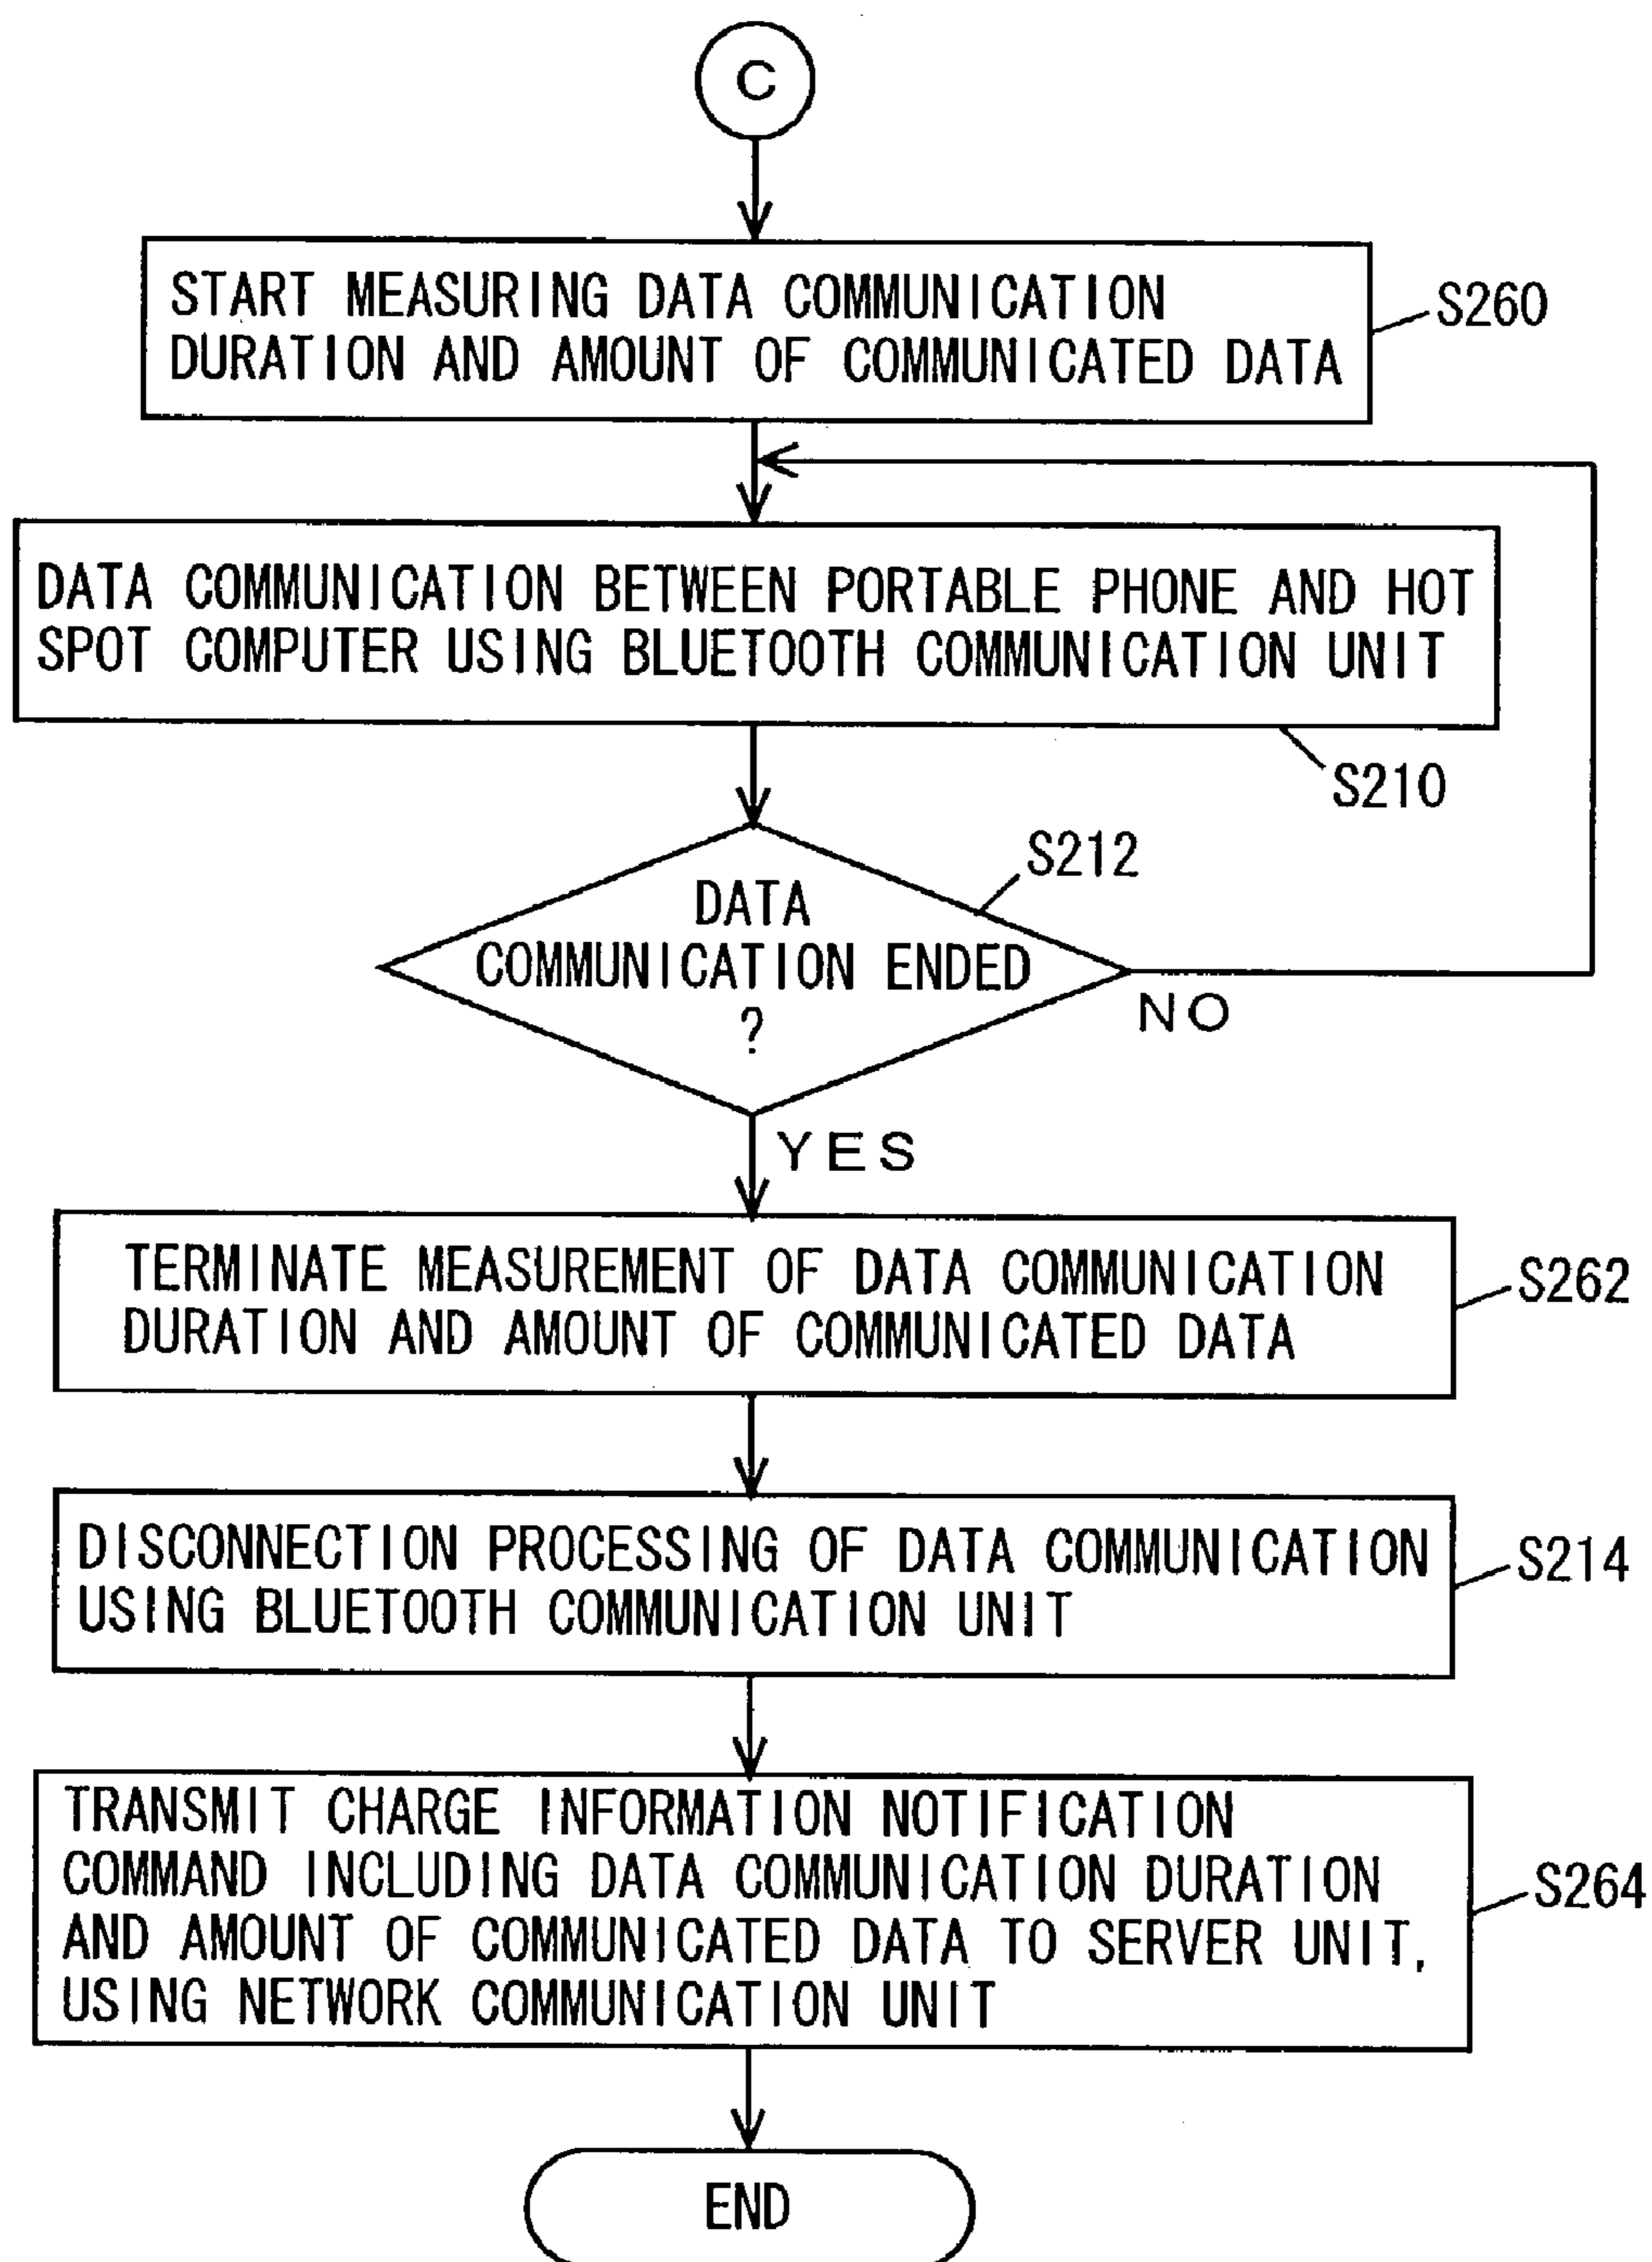 C
START MEASURING DATA COMMUNICATION
DURATION AND AMOUNT OF COMMUNICATED DATA
S260
DATA COMMUNICATION BETWEEN PORTABLE PHONE AND HOT
SPOT COMPUTER USING BLUETOOTH COMMUNICATION UNIT
S210
S212
DATA
COMMUNICATION ENDED
?
NO
YES
TERMINATE MEASUREMENT OF DATA COMMUNICATION
DURATION AND AMOUNT OF COMMUNICATED DATA
S262
DISCONNECTION PROCESSING OF DATA COMMUNICATION
USING BLUETOOTH COMMUNICATION UNIT
S214
TRANSMIT CHARGE INFORMATION NOTIFICATION
COMMAND INCLUDING DATA COMMUNICATION DURATION
AND AMOUNT OF COMMUNICATED DATA TO SERVER UNIT,
USING NETWORK COMMUNICATION UNIT
S264
END